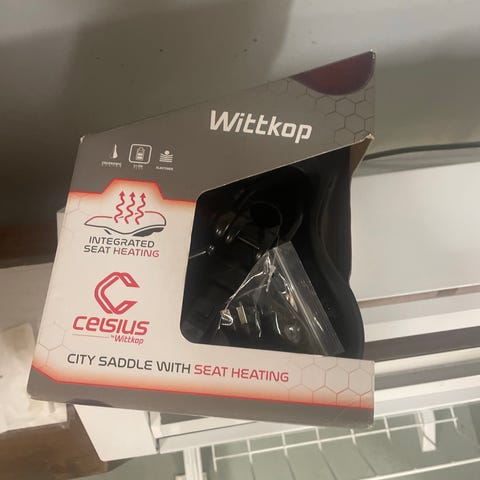 Wittkop
INTEGRATED
SEAT HEATING
CELSIUS
by Wittkop
CITY SADDLE WITH SEAT HEATING